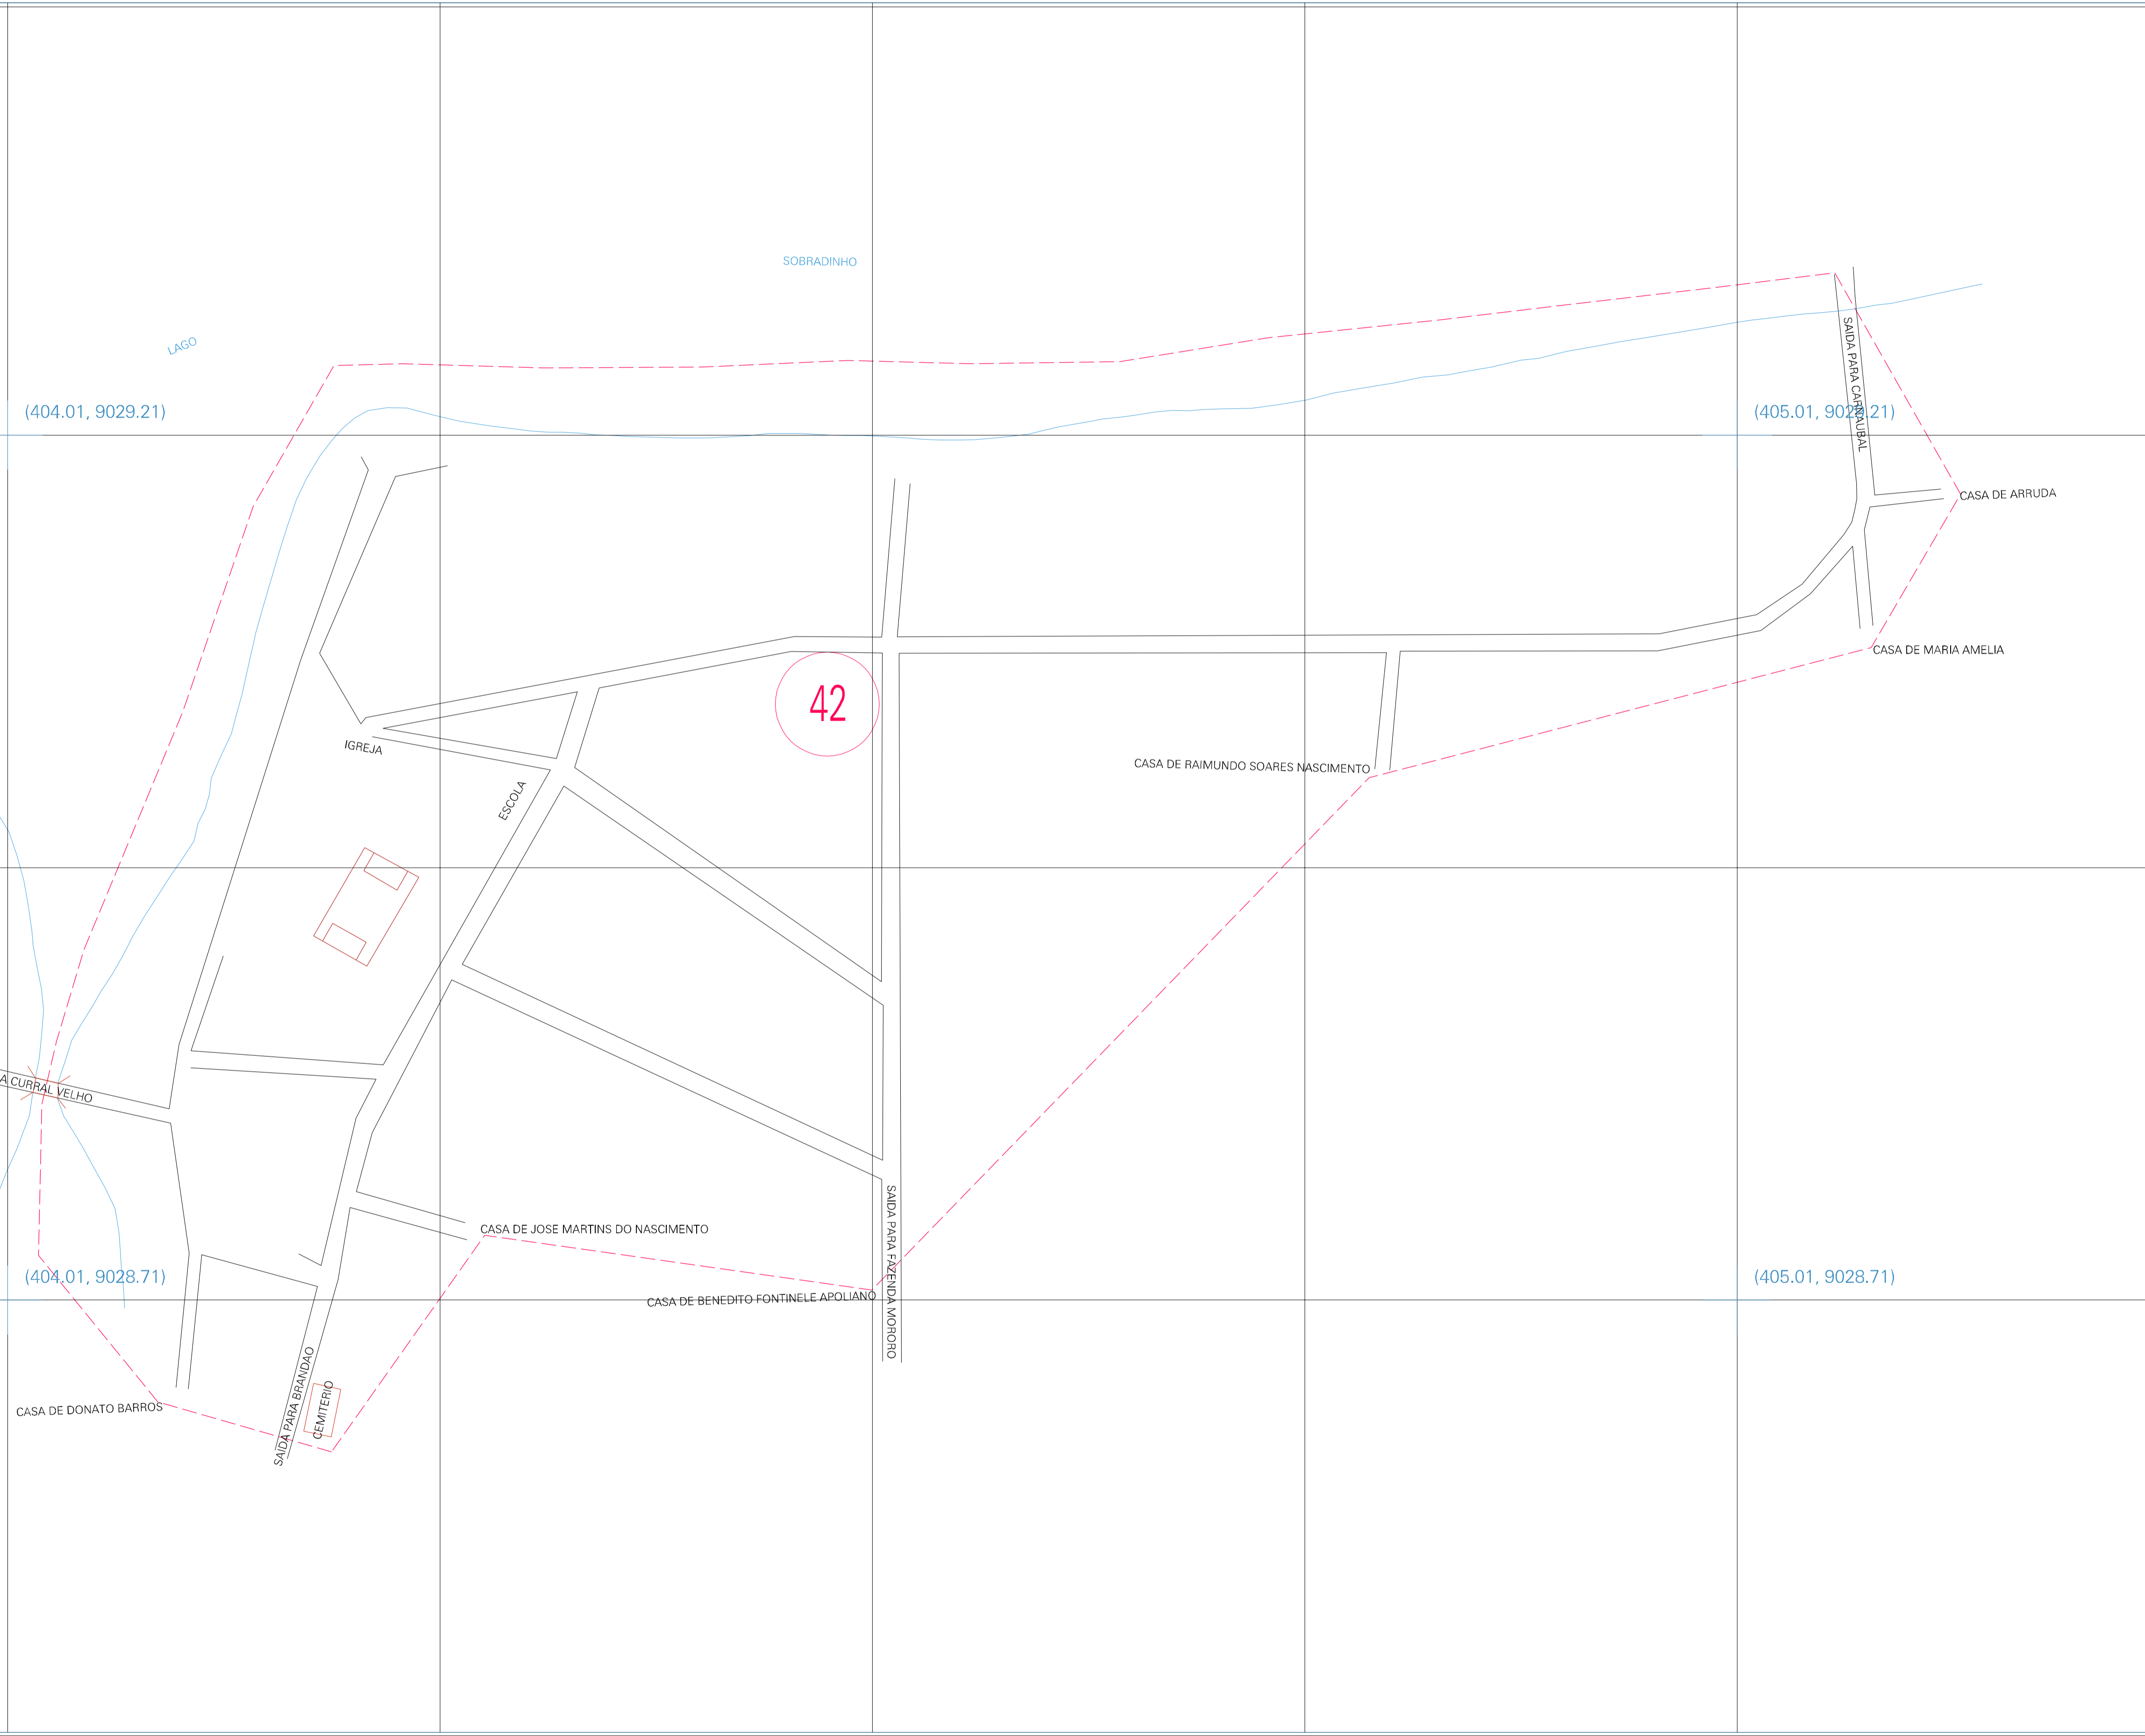 SOBRADINHO
LAGO
(404.01, 9029.21)
(405.01, 9029.21)
SAIDA PARA CARNAUBAL
CASA DE ARRUDA
CASA DE MARIA AMELIA
42
IGREJA
CASA DE RAIMUNDO SOARES NASCIMENTO
ESCOLA
A CURRAL VELHO
CASA DE JOSE MARTINS DO NASCIMENTO
SAIDA PARA FAZENDA MORORO
(404.01, 9028.71)
(405.01, 9028.71)
CASA DE BENEDITO FONTINELE APOLIANO
SAIDA PARA BRANDAO
CEMITERIO
CASA DE DONATO BARROS